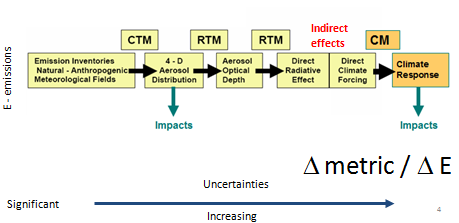 Indirect
effects
CTM
RTM
RTM
CM
E - emissions
Emission Inventories
Natural - Anthropogenic
Meteorological Fields
4 - D
Aerosol
Distribution
Aerosol
Optical
Depth
Direct
Radiative
Effect
Direct
Climate
Forcing
Climate
Response
Impacts
Impacts
Δ metric / Δ E
Uncertainties
Significant
Increasing
4